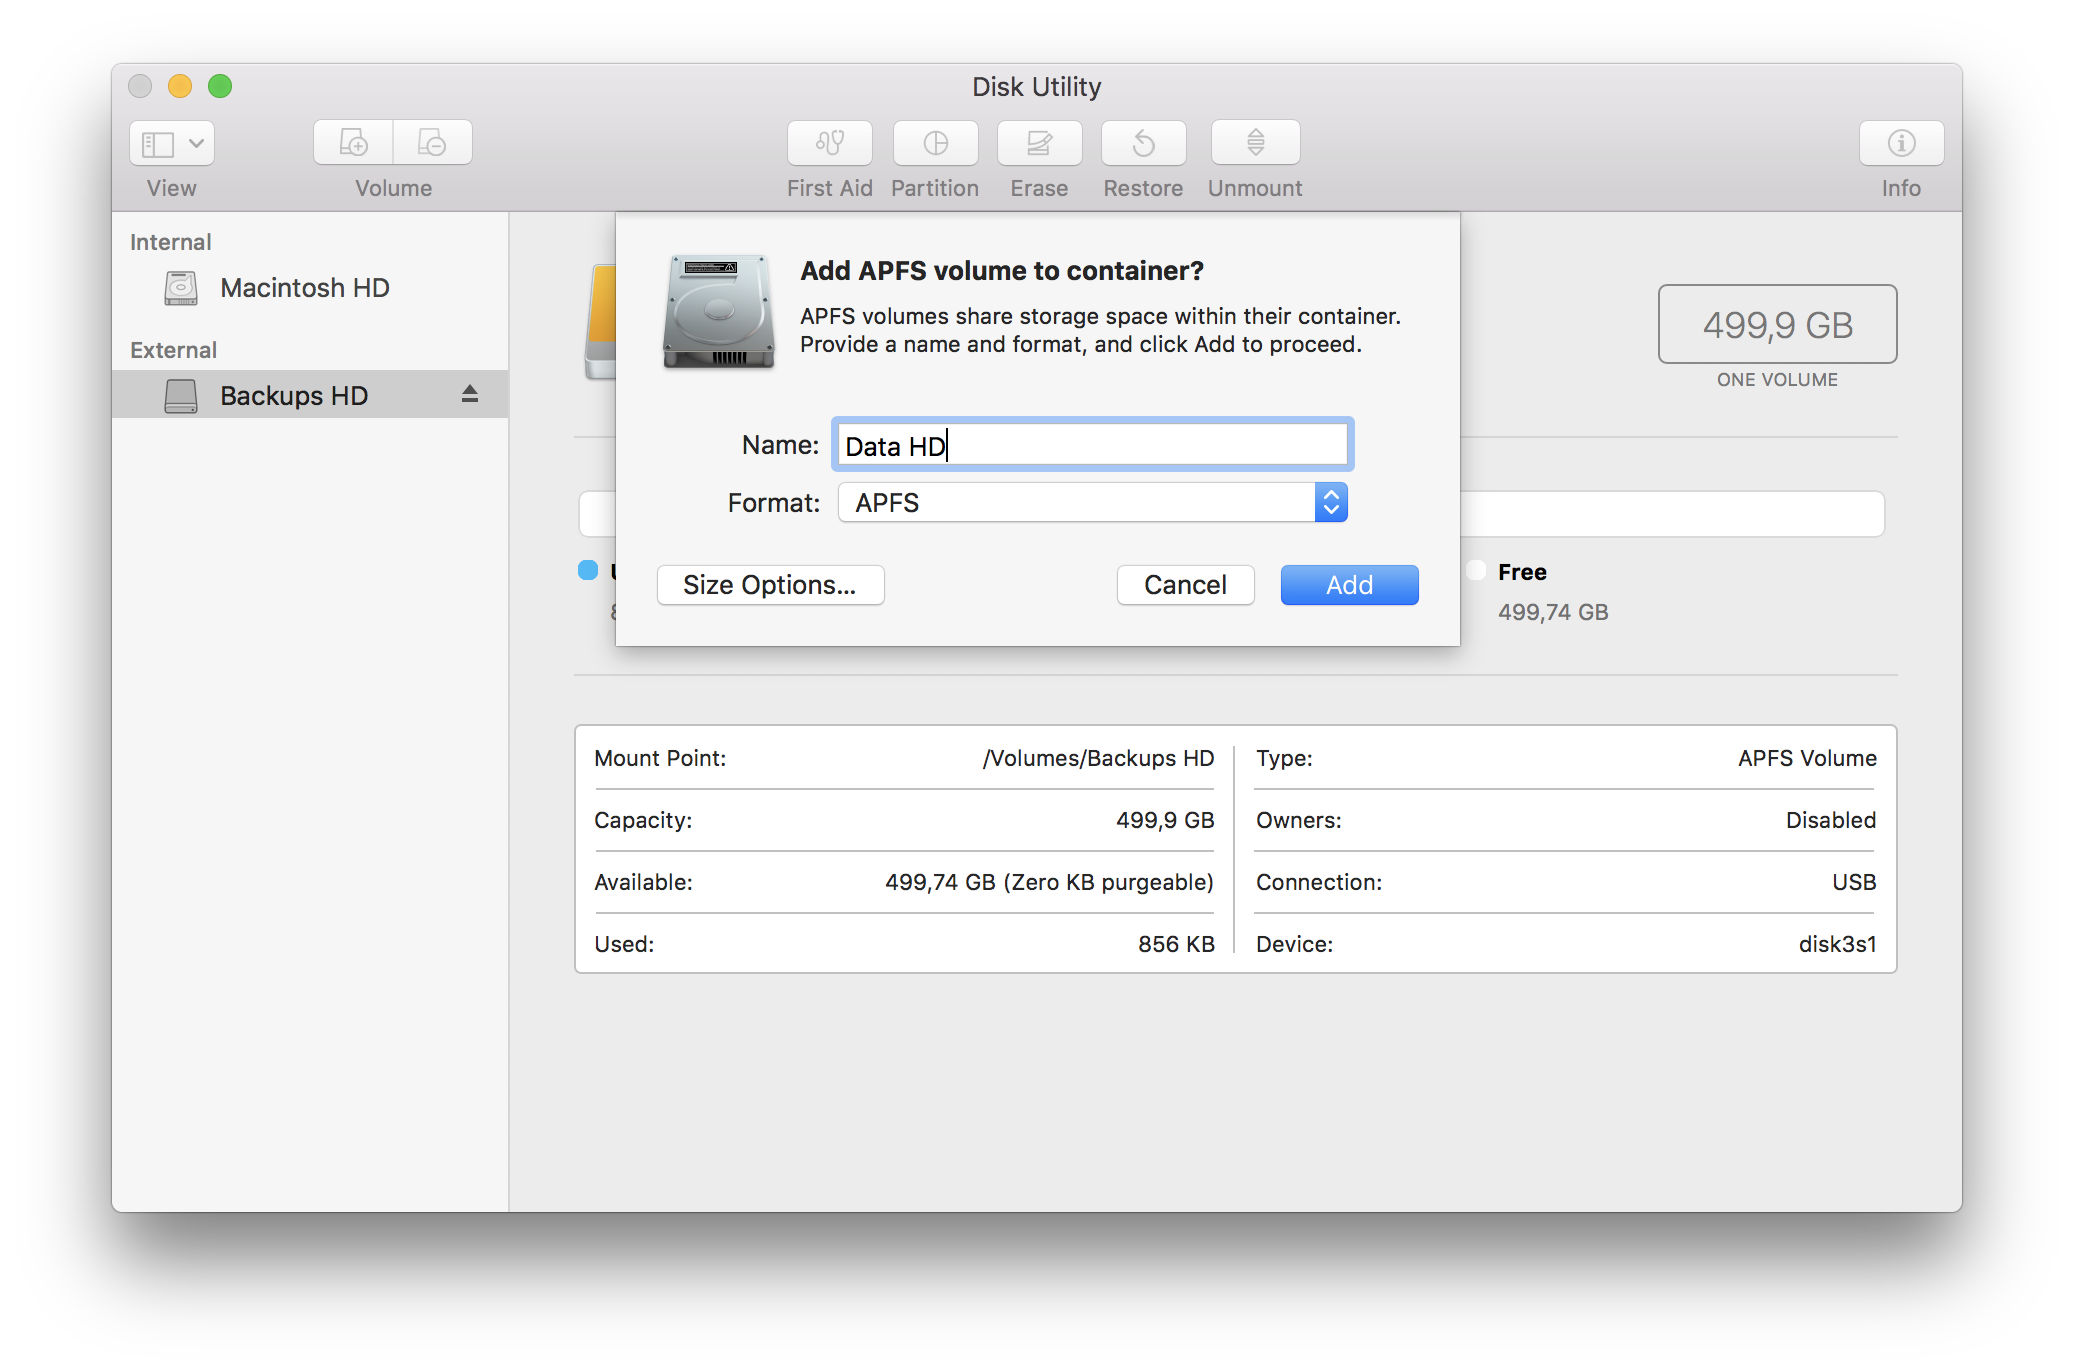 Disk Utility
View
Volume
First Aid
Partition
Erase
Restore
Unmount
Info
Internal
Macintosh HD
External
Backups HD
Add APFS volume to container?
APFS volumes share storage space within their container.
Provide a name and format, and click Add to proceed.
Name: Data HD
Format: APFS
Size Options...
Cancel
Add
499,9 GB
ONE VOLUME
Free
499,74 GB
Mount Point: /Volumes/Backups HD
Capacity: 499,9 GB
Available: 499,74 GB (Zero KB purgeable)
Used: 856 KB
Type: APFS Volume
Owners: Disabled
Connection: USB
Device: disk3s1